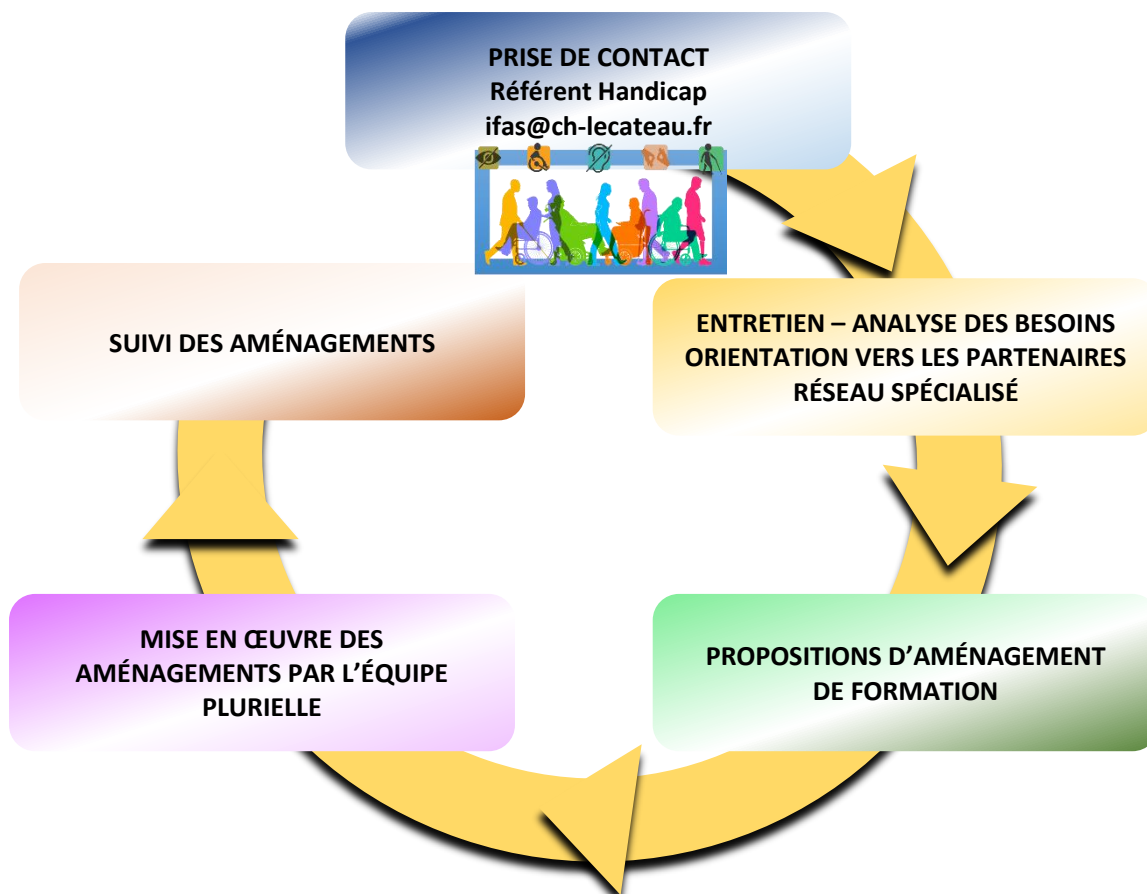 PRISE DE CONTACT
Référent Handicap
ifas@ch-lecateau.fr
ENTRETIEN – ANALYSE DES BESOINS
ORIENTATION VERS LES PARTENAIRES
RÉSEAU SPÉCIALISÉ
PROPOSITIONS D’AMÉNAGEMENT
DE FORMATION
MISE EN ŒUVRE DES
AMÉNAGEMENTS PAR L’ÉQUIPE
PLURIELLE
SUIVI DES AMÉNAGEMENTS